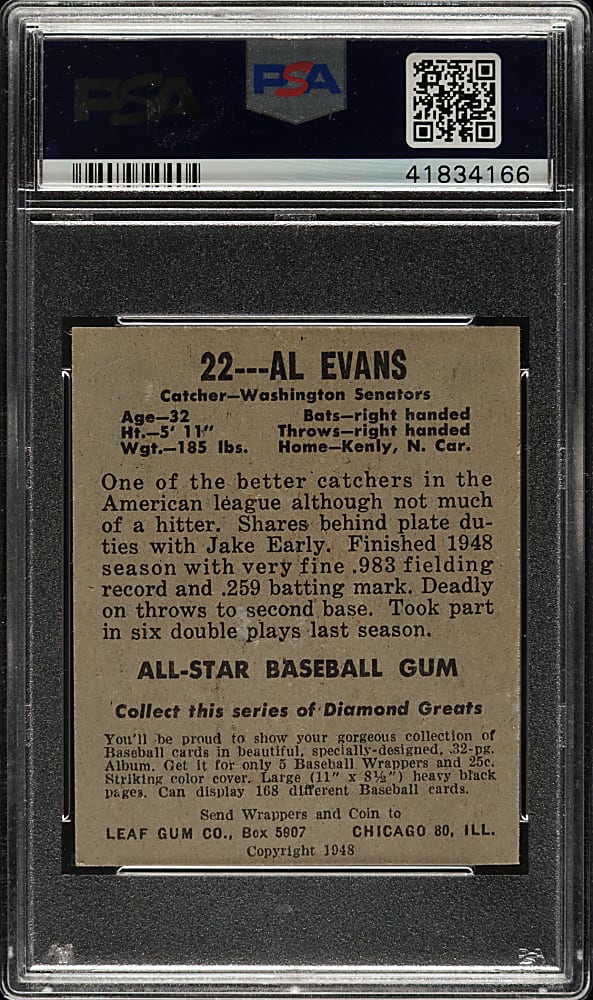 PSA
PSA
41834166
22---AL EVANS
Catcher—Washington Senators
Age—32 Bats—right handed
Ht.—5' 11" Throws—right handed
Wgt.—185 lbs. Home—Kenly, N. Car.
One of the better catchers in the
American league although not much
of a hitter. Shares behind plate du-
ties with Jake Early. Finished 1948
season with very fine .983 fielding
record and .259 batting mark. Deadly
on throws to second base. Took part
in six double plays last season.
ALL-STAR BASEBALL GUM
Collect this series of Diamond Greats
You'll be proud to show your gorgeous collection of
Baseball cards in beautiful, specially-designed, 32-pg.
Album. Get it for only 5 Baseball Wrappers and 25c.
Striking color cover. Large (11" x 8½") heavy black
pages. Can display 168 different Baseball cards.
Send Wrappers and Coin to
LEAF GUM CO., Box 5907 CHICAGO 80, ILL.
Copyright 1948
PSA